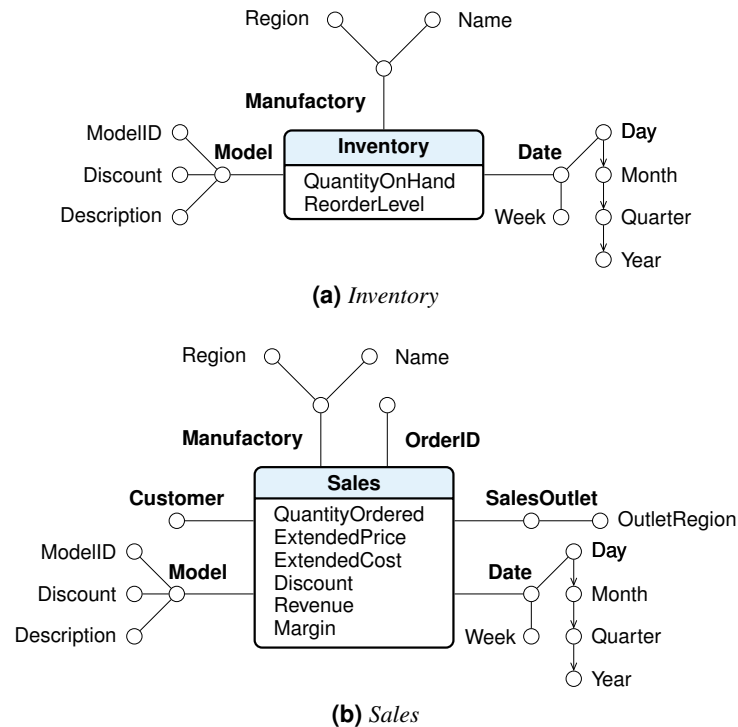 Region Name
Manufactory
ModelID
Discount
Description
Model
Inventory
QuantityOnHand
ReorderLevel
Date
Week
Day
Month
Quarter
Year
(a) Inventory
Region Name
Manufactory
OrderID
Customer
ModelID
Discount
Description
Model
Sales
QuantityOrdered
ExtendedPrice
ExtendedCost
Discount
Revenue
Margin
SalesOutlet
OutletRegion
Date
Week
Day
Month
Quarter
Year
(b) Sales